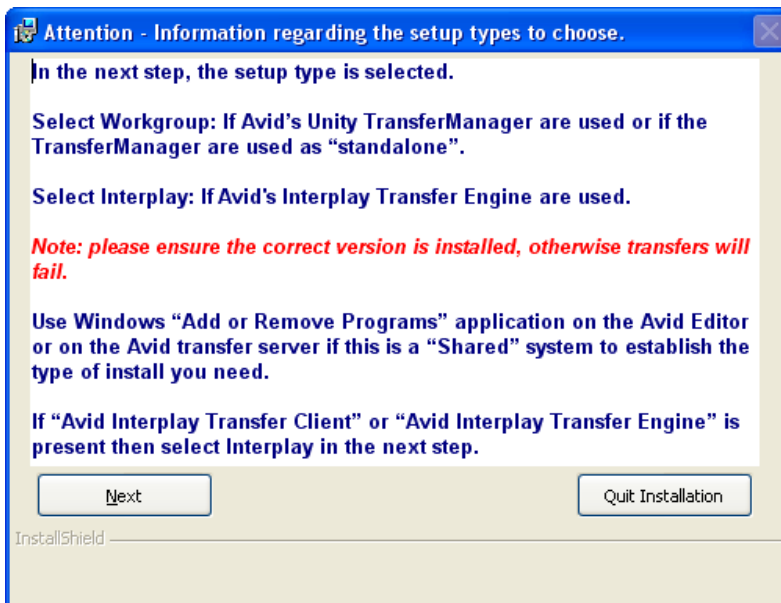 Attention - Information regarding the setup types to choose.
In the next step, the setup type is selected.
Select Workgroup: If Avid's Unity TransferManager are used or if the
TransferManager are used as “standalone”.
Select Interplay: If Avid's Interplay Transfer Engine are used.
Note: please ensure the correct version is installed, otherwise transfers will
fail.
Use Windows “Add or Remove Programs” application on the Avid Editor
or on the Avid transfer server if this is a “Shared” system to establish the
type of install you need.
If “Avid Interplay Transfer Client” or “Avid Interplay Transfer Engine” is
present then select Interplay in the next step.
Next
Quit Installation
InstallShield